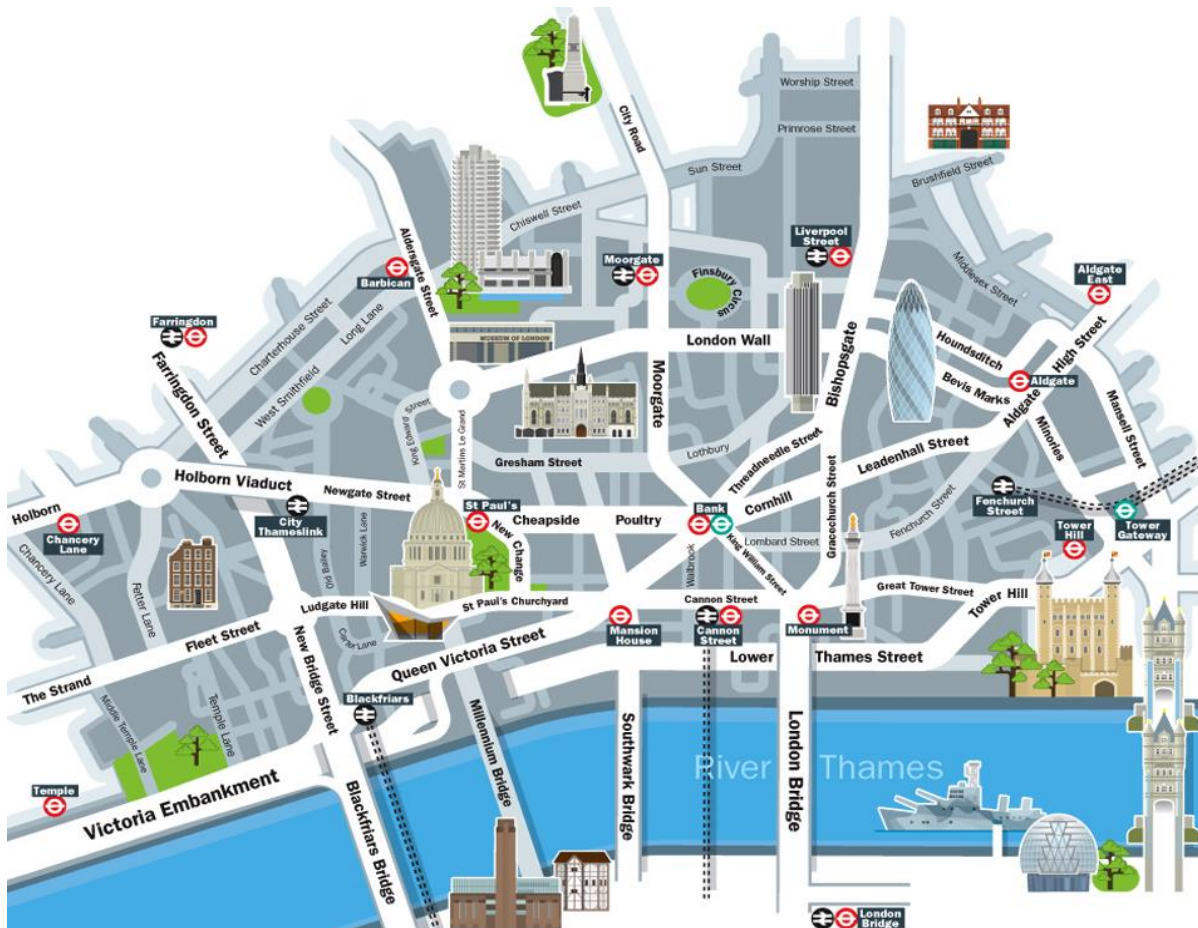 Worship Street
Primrose Street
City Road
Sun Street
Brushfield Street
Chiswell Street
Aldersgate Street
Liverpool
Street
Moorgate
Finsbury Circus
Middlesex Street
Aldgate
East
Barbican
Farringdon
Charterhouse Street
Long Lane
West Smithfield
Farringdon Street
MUSEUM OF LONDON
London Wall
Moorgate
Bishopsgate
Houndsditch
Bevis Marks
Aldgate
Aldgate High Street
Mansell Street
Minories
King Edward Street
St Martins Le Grand
Gresham Street
Lothbury
Threadneedle Street
Leadenhall Street
Cornhill
Gracechurch Street
Fenchurch Street
Holborn Viaduct
Newgate Street
Holborn
Chancery
Lane
City
Thameslink
St Paul's
Cheapside
Poultry
Bank
Fenchurch
Street
Tower
Hill
Tower
Gateway
New Change
Warwick Lane
Old Bailey
King William Street
Lombard Street
Walbrook
Chancery Lane
Fetter Lane
Ludgate Hill
St Paul's Churchyard
Cannon Street
Great Tower Street
Tower Hill
Fleet Street
Carter Lane
Mansion
House
Cannon
Street
Monument
Queen Victoria Street
Lower Thames Street
The Strand
New Bridge Street
Blackfriars
Middle Temple Lane
Temple Lane
Millennium Bridge
Southwark Bridge
London Bridge
River Thames
Temple
Victoria Embankment
Blackfriars Bridge
London
Bridge